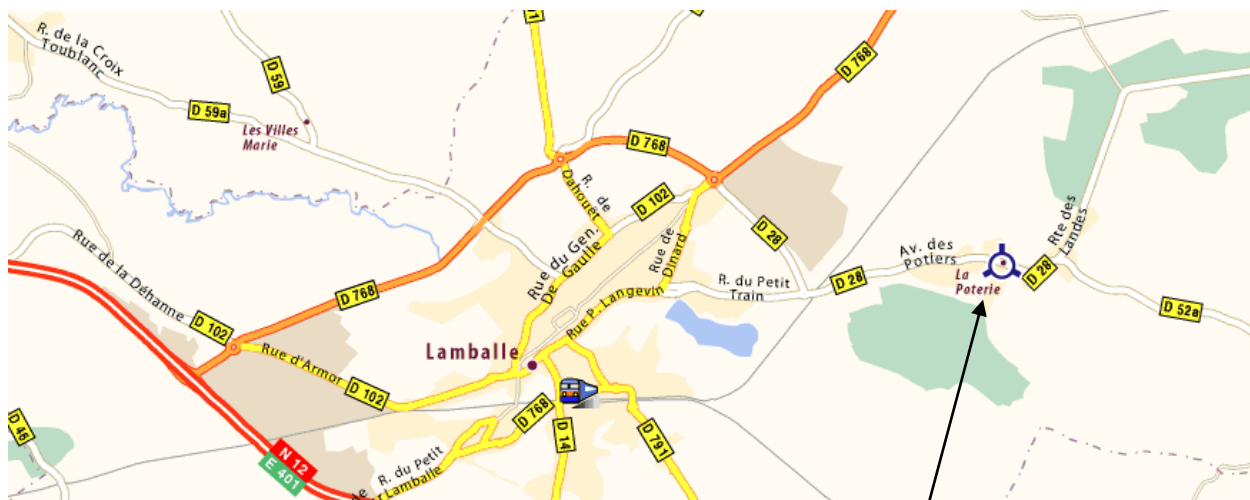 R. de la Croix
Toublanc
D 59
D 59a
Les Villes
Marie
D 768
D 768
R. de
Dahouët
D 102
D 28
Rue du Gen.
De
Gaulle
Rue de
Dinard
Rue de la Déhanne
D 768
D 102
Rue d'Armor
D 102
Rue P. Langevin
R. du Petit
Train
D 28
Av. des
Potiers
La
Poterie
D 28
Rte des
Landes
D 52a
Lamballe
D 768
D 14
D 791
D 46
N 12
E 401
R. du Petit
Lamballe